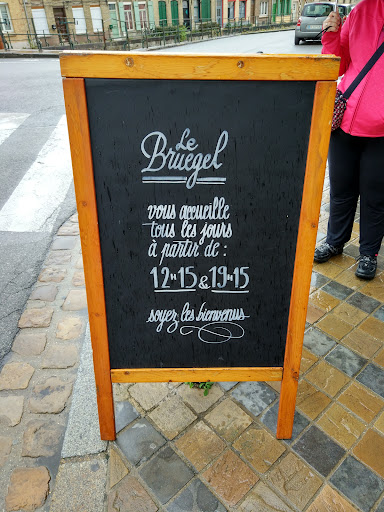 Le
Bruegel
vous accueille
tous les jours
à partir de :
12h15 & 19h15
soyez les bienvenus